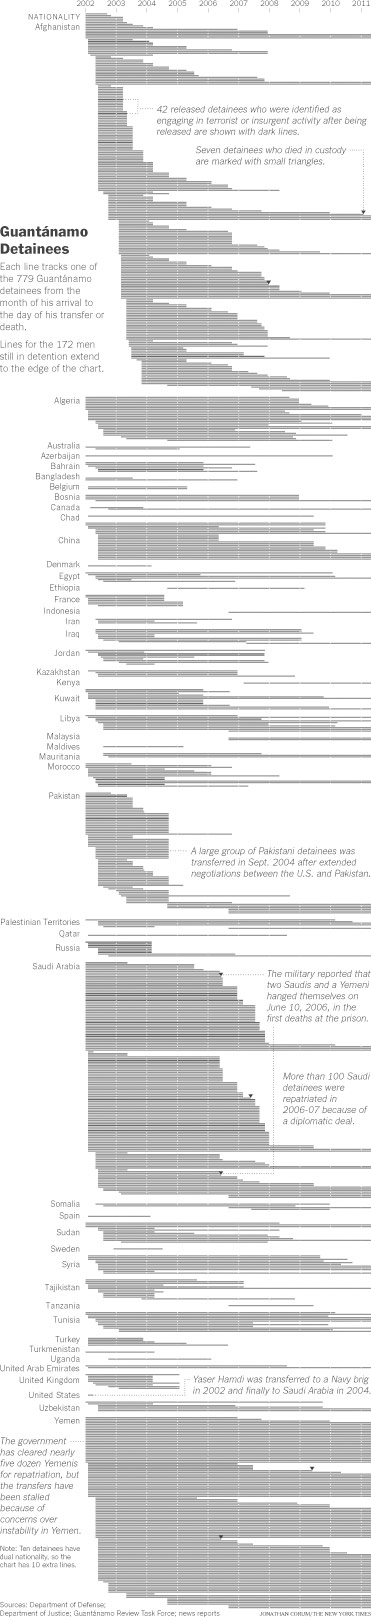 2002 2003 2004 2005 2006 2007 2008 2009 2010 2011
NATIONALITY
Afghanistan
42 released detainees who were identified as
engaging in terrorist or insurgent activity after being
released are shown with dark lines.
Seven detainees who died in custody
are marked with small triangles.
Guantánamo
Detainees
Each line tracks one of
the 779 Guantánamo
detainees from the
month of his arrival to
the day of his transfer or
death.
Lines for the 172 men
still in detention extend
to the edge of the chart.
Algeria
Australia
Azerbaijan
Bahrain
Bangladesh
Belgium
Bosnia
Canada
Chad
China
Denmark
Egypt
Ethiopia
France
Indonesia
Iran
Iraq
Jordan
Kazakhstan
Kenya
Kuwait
Libya
Malaysia
Maldives
Mauritania
Morocco
Pakistan
A large group of Pakistani detainees was
transferred in Sept. 2004 after extended
negotiations between the U.S. and Pakistan.
Palestinian Territories
Qatar
Russia
Saudi Arabia
The military reported that
two Saudis and a Yemeni
hanged themselves on
June 10, 2006, in the
first deaths at the prison.
More than 100 Saudi
detainees were
repatriated in
2006-07 because of
a diplomatic deal.
Somalia
Spain
Sudan
Sweden
Syria
Tajikistan
Tanzania
Tunisia
Turkey
Turkmenistan
Uganda
United Arab Emirates
United Kingdom
Yaser Hamdi was transferred to a Navy brig
in 2002 and finally to Saudi Arabia in 2004.
United States
Uzbekistan
Yemen
The government
has cleared nearly
five dozen Yemenis
for repatriation, but
the transfers have
been stalled
because of
concerns over
instability in Yemen.
Note: Ten detainees have
dual nationality, so the
chart has 10 extra lines.
Sources: Department of Defense;
Department of Justice; Guantánamo Review Task Force; news reports
JONATHAN CORUM/THE NEW YORK TIMES